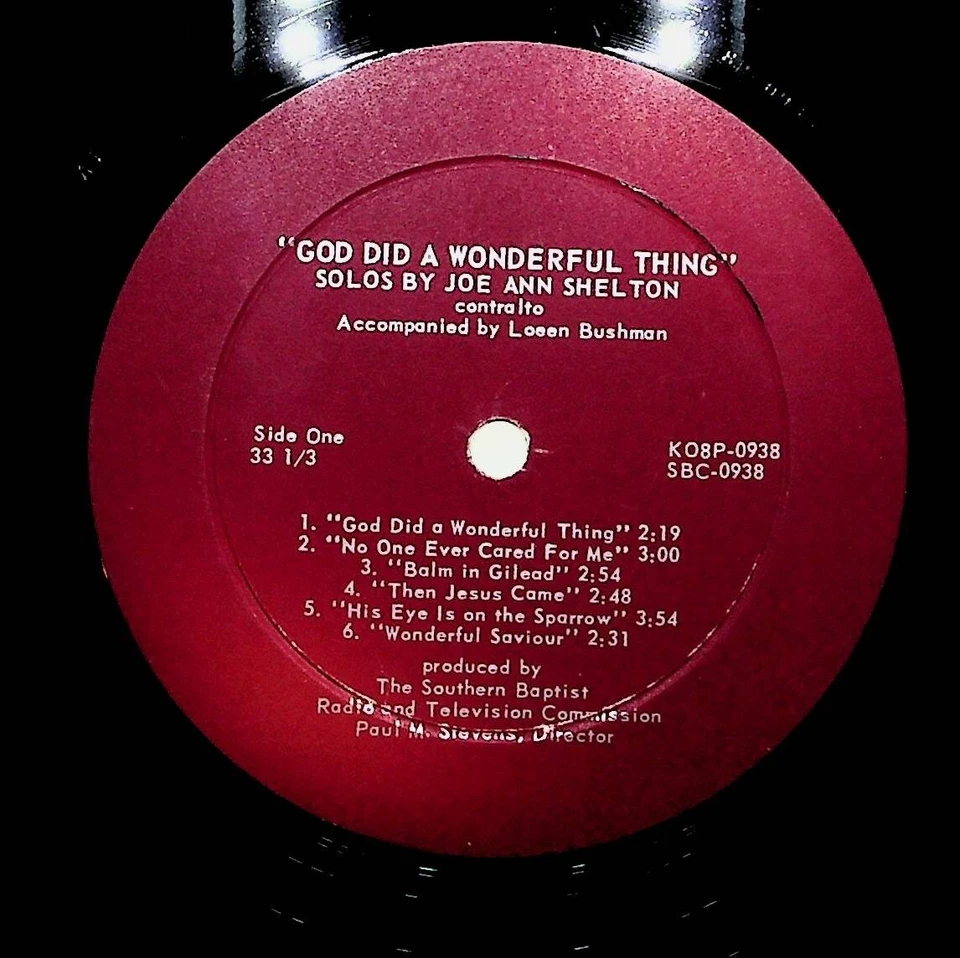 “GOD DID A WONDERFUL THING”
SOLOS BY JOE ANN SHELTON
contralto
Accompanied by Loeen Bushman
Side One
33 1/3
KO8P-0938
SBC-0938
1. “God Did a Wonderful Thing” 2:19
2. “No One Ever Cared For Me” 3:00
3. “Balm in Gilead” 2:54
4. “Then Jesus Came” 2:48
5. “His Eye Is on the Sparrow” 3:54
6. “Wonderful Saviour” 2:31
produced by
The Southern Baptist
Radio and Television Commission
Paul M. Stevens, Director